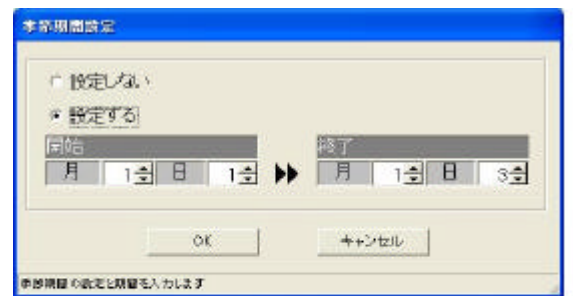 季節期間設定
設定しない
設定する
開始 終了
月 1 日 1 月 1 日 3
OK キャンセル
季節期間の設定と期間を入力します